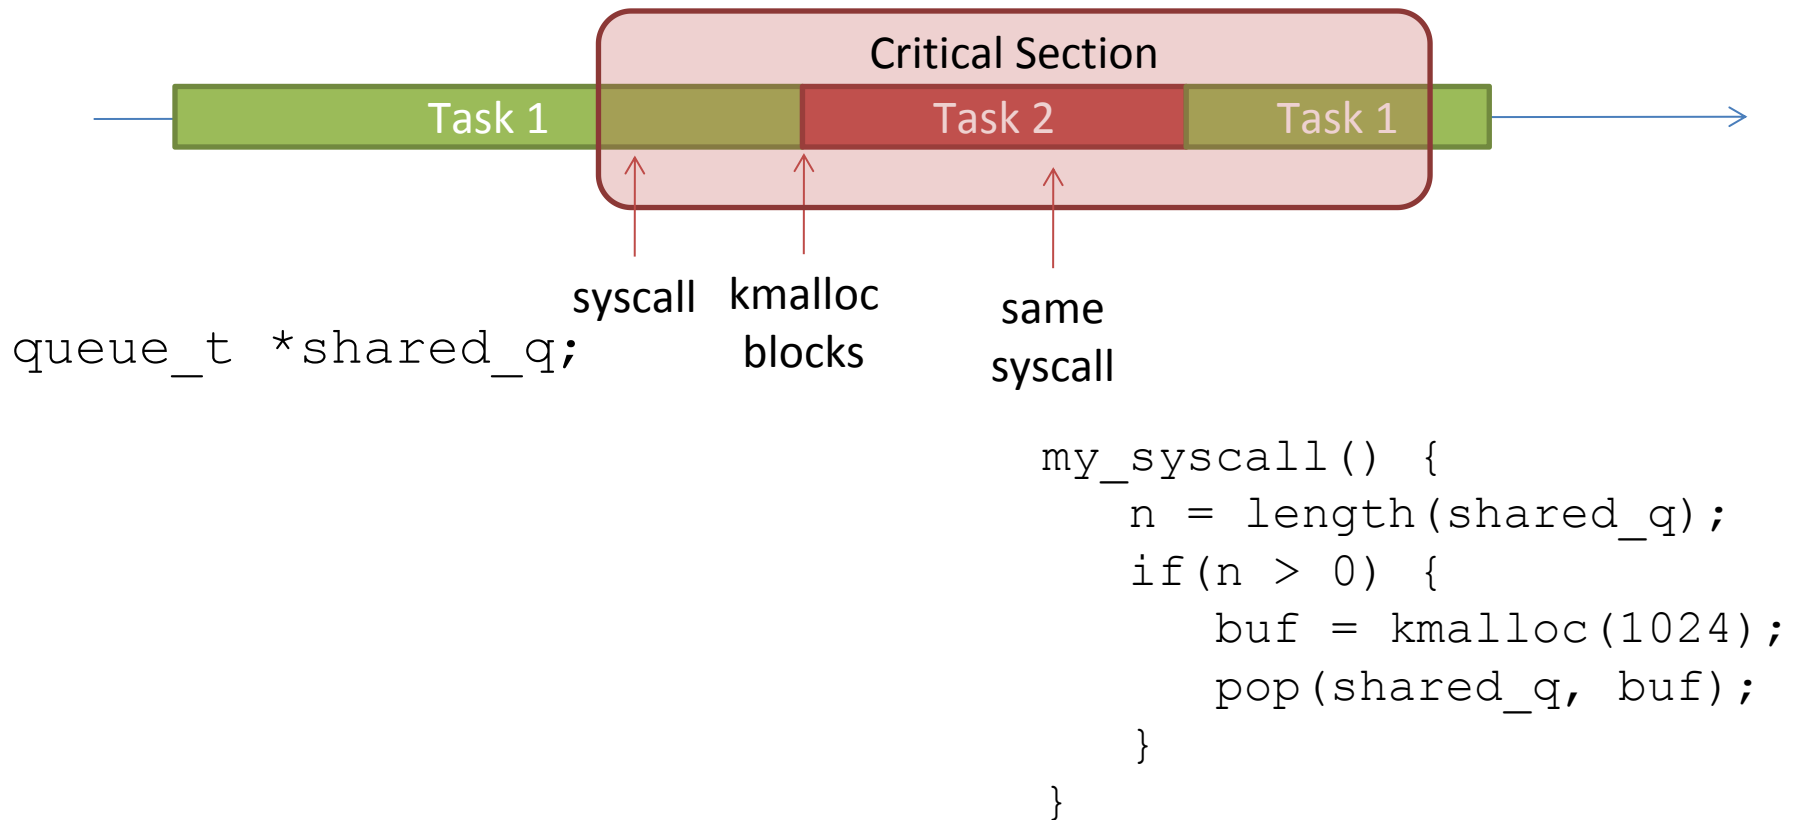 Critical Section
Task 1
Task 2
Task 1
syscall
kmalloc
blocks
same
syscall
queue_t *shared_q;
my_syscall() {
    n = length(shared_q);
    if(n > 0) {
        buf = kmalloc(1024);
        pop(shared_q, buf);
    }
}